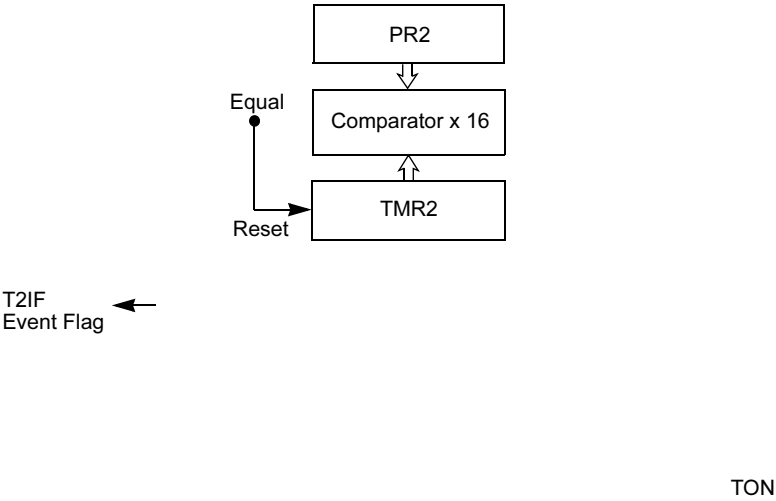 PR2
Equal
Comparator x 16
TMR2
Reset
T2IF
Event Flag
TON